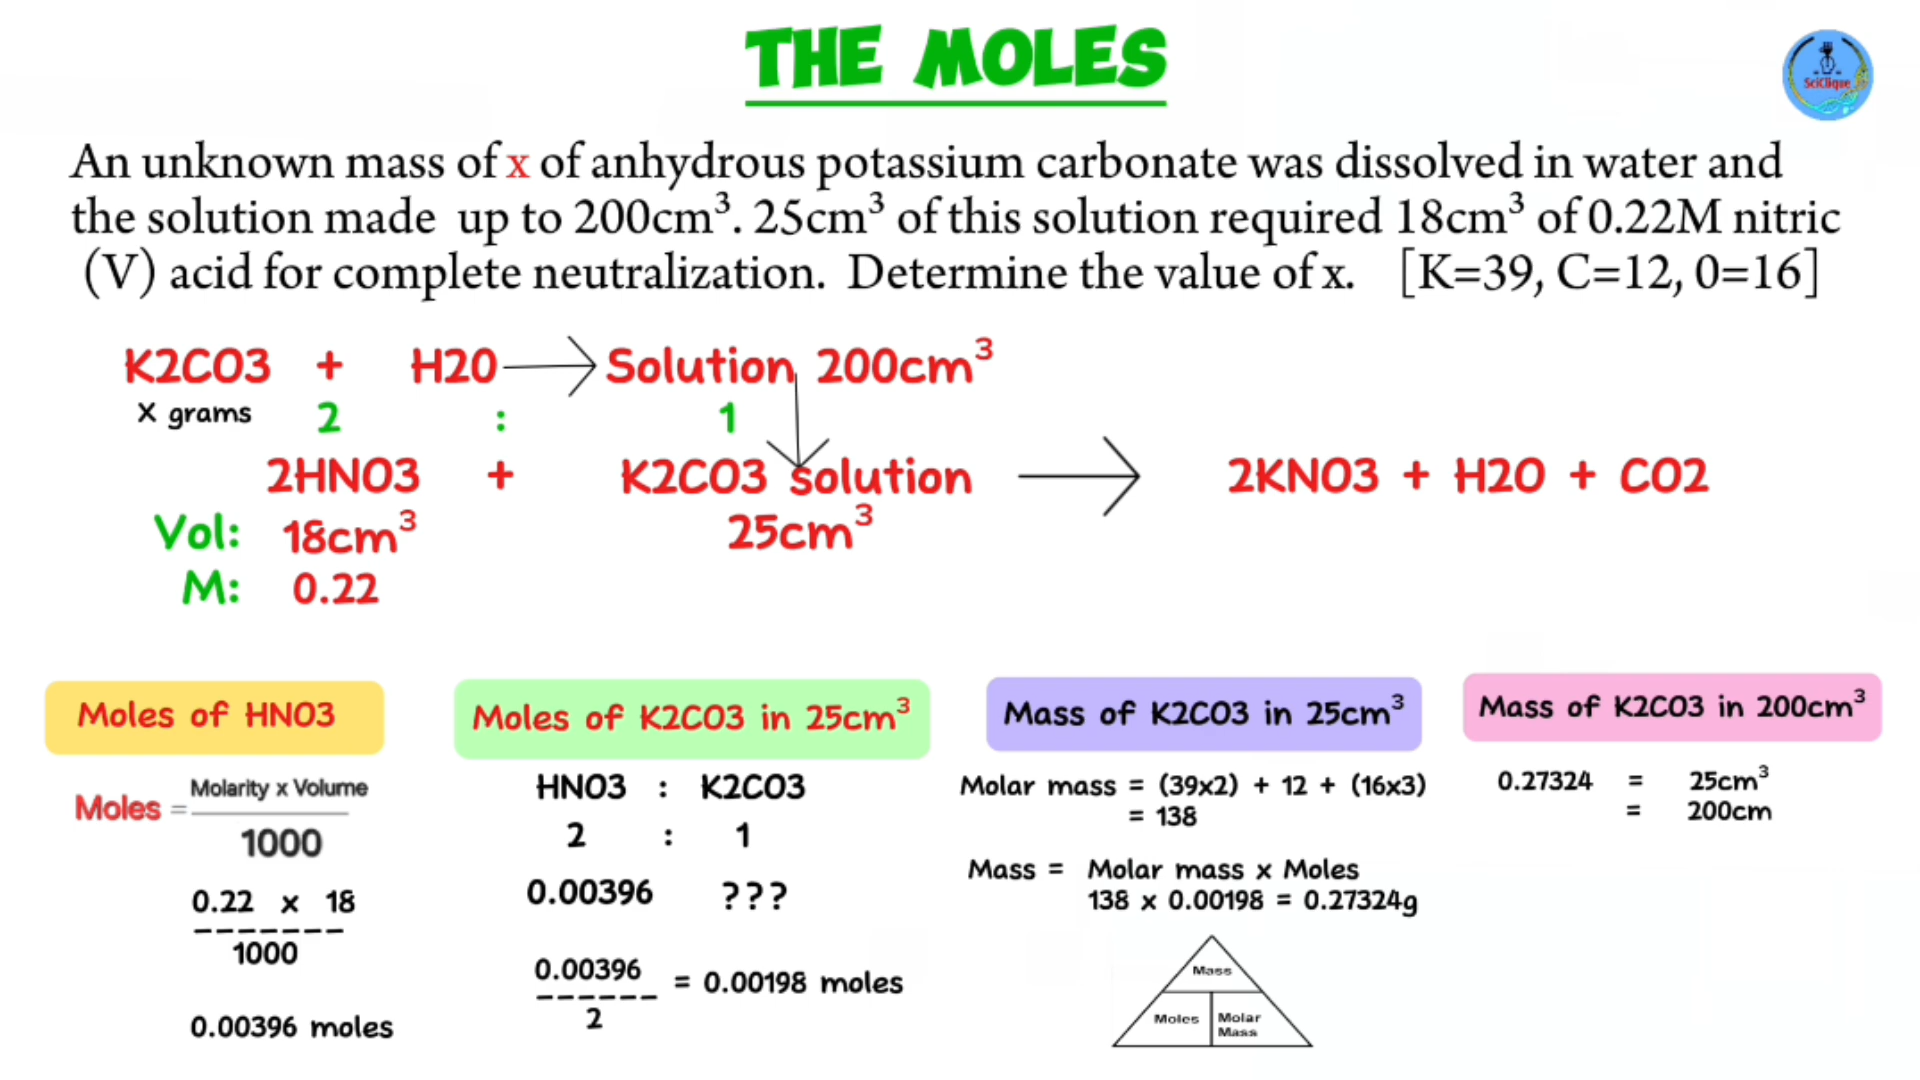 THE MOLES
SciClique
An unknown mass of x of anhydrous potassium carbonate was dissolved in water and
the solution made up to 200cm³. 25cm³ of this solution required 18cm³ of 0.22M nitric
(V) acid for complete neutralization. Determine the value of x. [K=39, C=12, 0=16]
K2CO3 + H20 Solution 200cm³
X grams 2 : 1
2HNO3 + K2CO3 solution 2KNO3 + H2O + CO2
Vol: 18cm³ 25cm³
M: 0.22
Moles of HNO3
Moles = Molarity x Volume
1000
0.22 x 18
-------
1000
0.00396 moles
Moles of K2CO3 in 25cm³
HNO3 : K2CO3
2 : 1
0.00396 ???
0.00396
------
2
= 0.00198 moles
Mass of K2CO3 in 25cm³
Molar mass = (39x2) + 12 + (16x3)
= 138
Mass = Molar mass x Moles
138 x 0.00198 = 0.27324g
Mass
Moles
Molar
Mass
Mass of K2CO3 in 200cm³
0.27324 = 25cm³
= 200cm